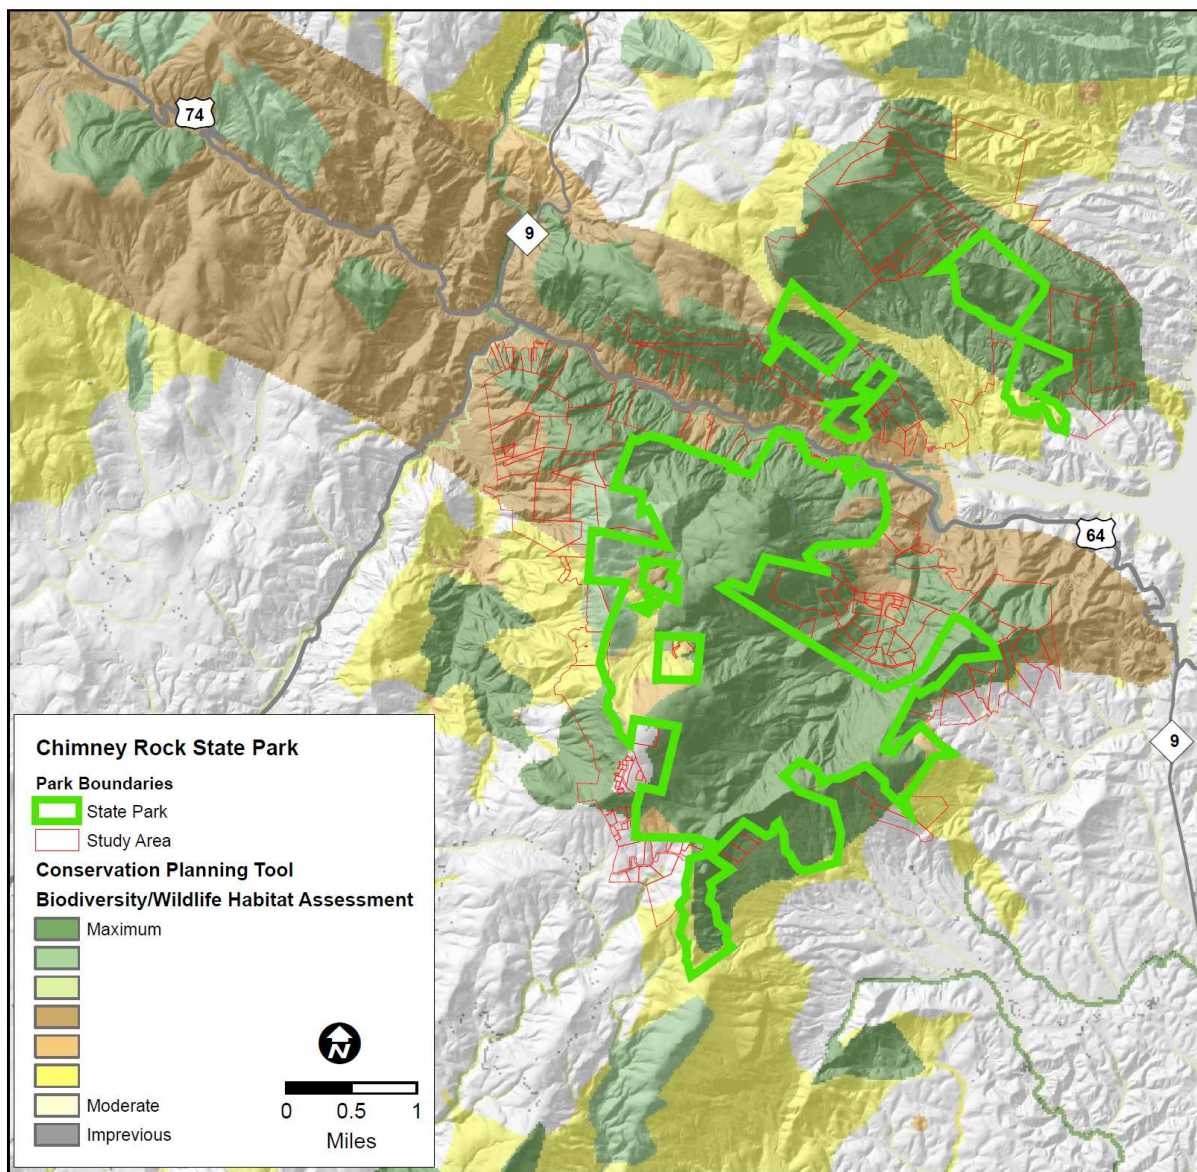 74
9
64
9
Chimney Rock State Park
Park Boundaries
State Park
Study Area
Conservation Planning Tool
Biodiversity/Wildlife Habitat Assessment
Maximum
Moderate
Imprevious
N
0 0.5 1
Miles